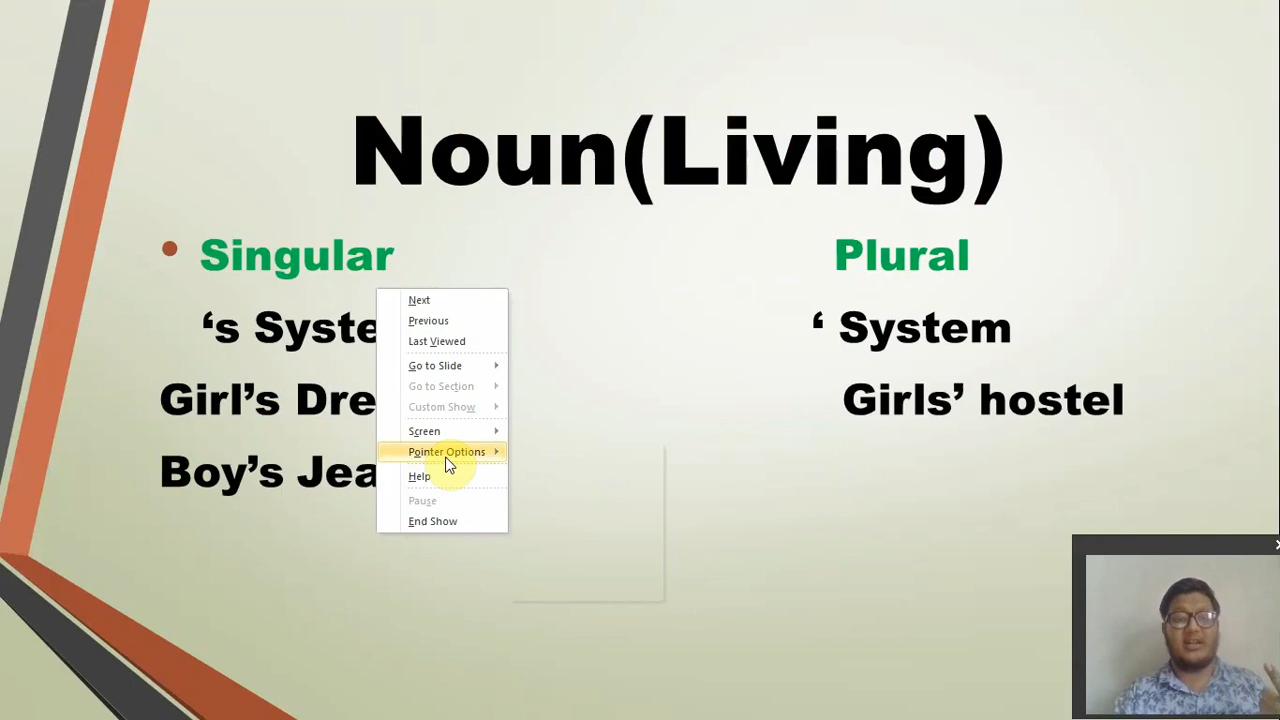 Noun(Living)
• Singular Plural
‘s Syste ‘ System
Girl’s Dre Girls’ hostel
Boy’s Jea
Next
Previous
Last Viewed
Go to Slide
Go to Section
Custom Show
Screen
Pointer Options
Help
Pause
End Show